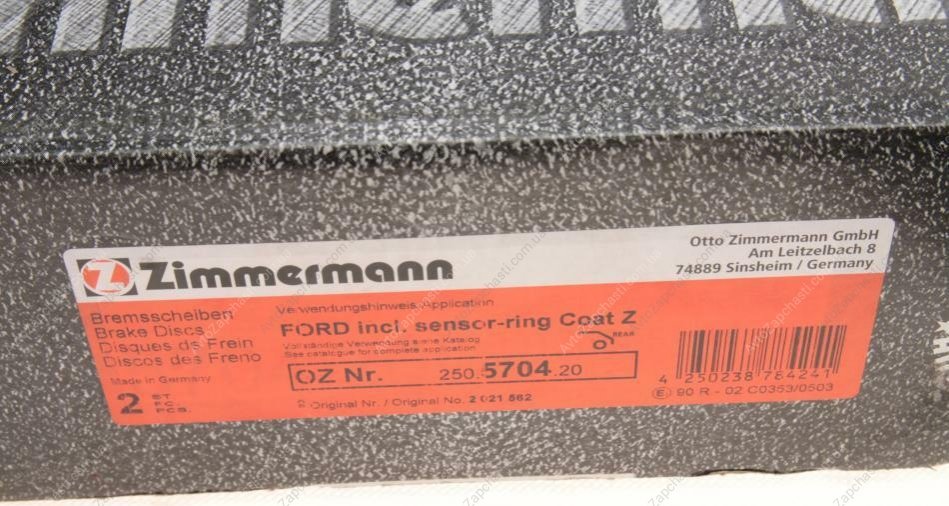 Zimmermann
Otto Zimmermann GmbH
Am Leitzelbach 8
74889 Sinsheim / Germany
Bremsscheiben
Brake Discs
Disques de Frein
Discos des Freno
Made in Germany
2 ST
PC.
PCS.
Verwendungshinweis Application
FORD incl. sensor-ring Coat Z
Vollständige Verwendung siehe Katalog
See catalogue for complete application
REAR
OZ Nr. 250.5704.20
Original Nr. / Original No. 2 021 562
4 250238 784241
E 90 R - 02 C0353/0503